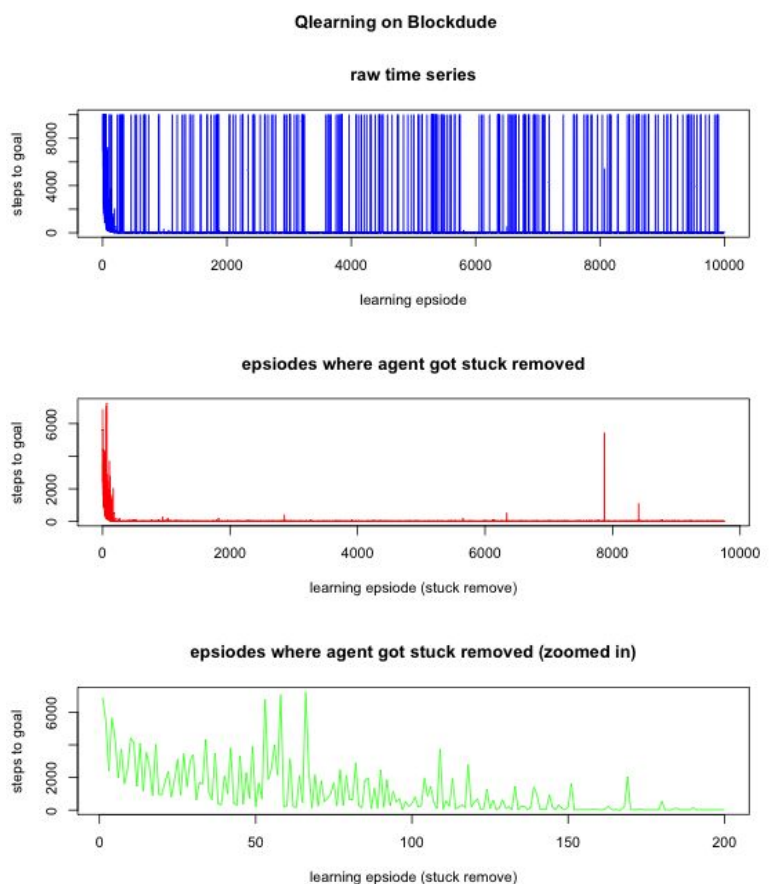 Qlearning on Blockdude
raw time series
steps to goal
0 4000 8000
0 2000 4000 6000 8000 10000
learning epsiode
epsiodes where agent got stuck removed
steps to goal
0 2000 6000
0 2000 4000 6000 8000 10000
learning epsiode (stuck remove)
epsiodes where agent got stuck removed (zoomed in)
steps to goal
0 2000 6000
0 50 100 150 200
learning epsiode (stuck remove)